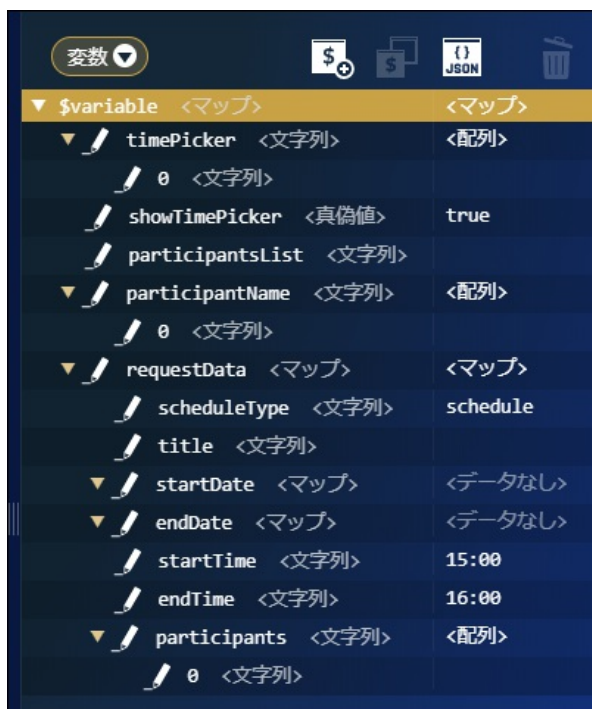 変数
$
$
{}
JSON
$variable <マップ> <マップ>
timePicker <文字列> <配列>
0 <文字列>
showTimePicker <真偽値> true
participantsList <文字列>
participantName <文字列> <配列>
0 <文字列>
requestData <マップ> <マップ>
scheduleType <文字列> schedule
title <文字列>
startDate <マップ> <データなし>
endDate <マップ> <データなし>
startTime <文字列> 15:00
endTime <文字列> 16:00
participants <文字列> <配列>
0 <文字列>